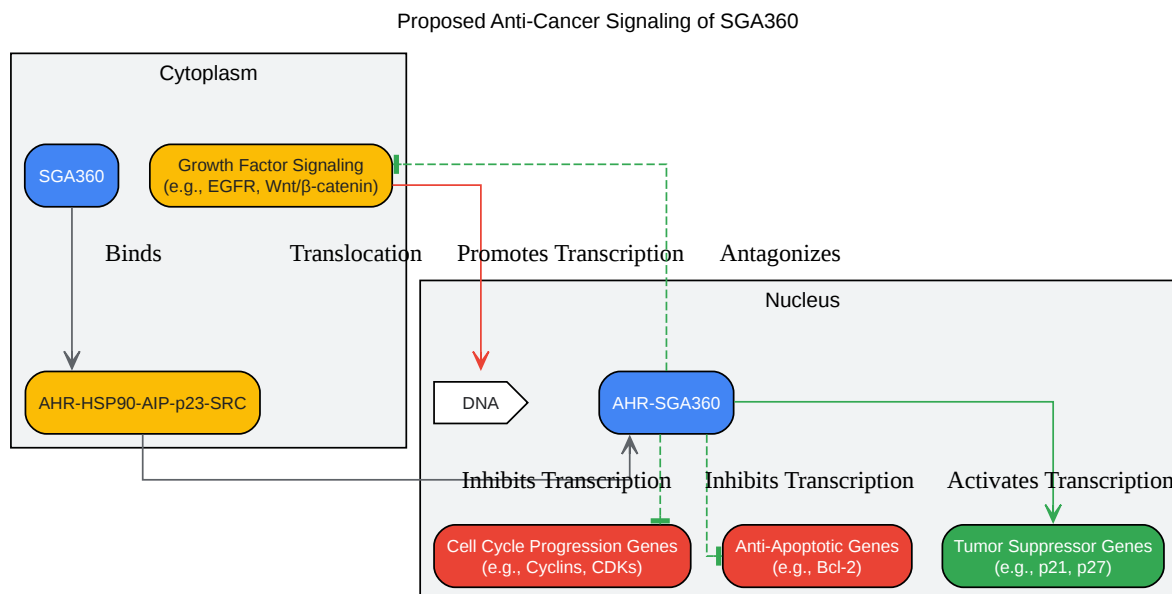 Proposed Anti-Cancer Signaling of SGA360
Cytoplasm
SGA360
Growth Factor Signaling
(e.g., EGFR, Wnt/β-catenin)
Binds
Translocation
Promotes Transcription
Antagonizes
Nucleus
AHR-HSP90-AIP-p23-SRC
DNA
AHR-SGA360
Inhibits Transcription
Inhibits Transcription
Activates Transcription
Cell Cycle Progression Genes
(e.g., Cyclins, CDKs)
Anti-Apoptotic Genes
(e.g., Bcl-2)
Tumor Suppressor Genes
(e.g., p21, p27)